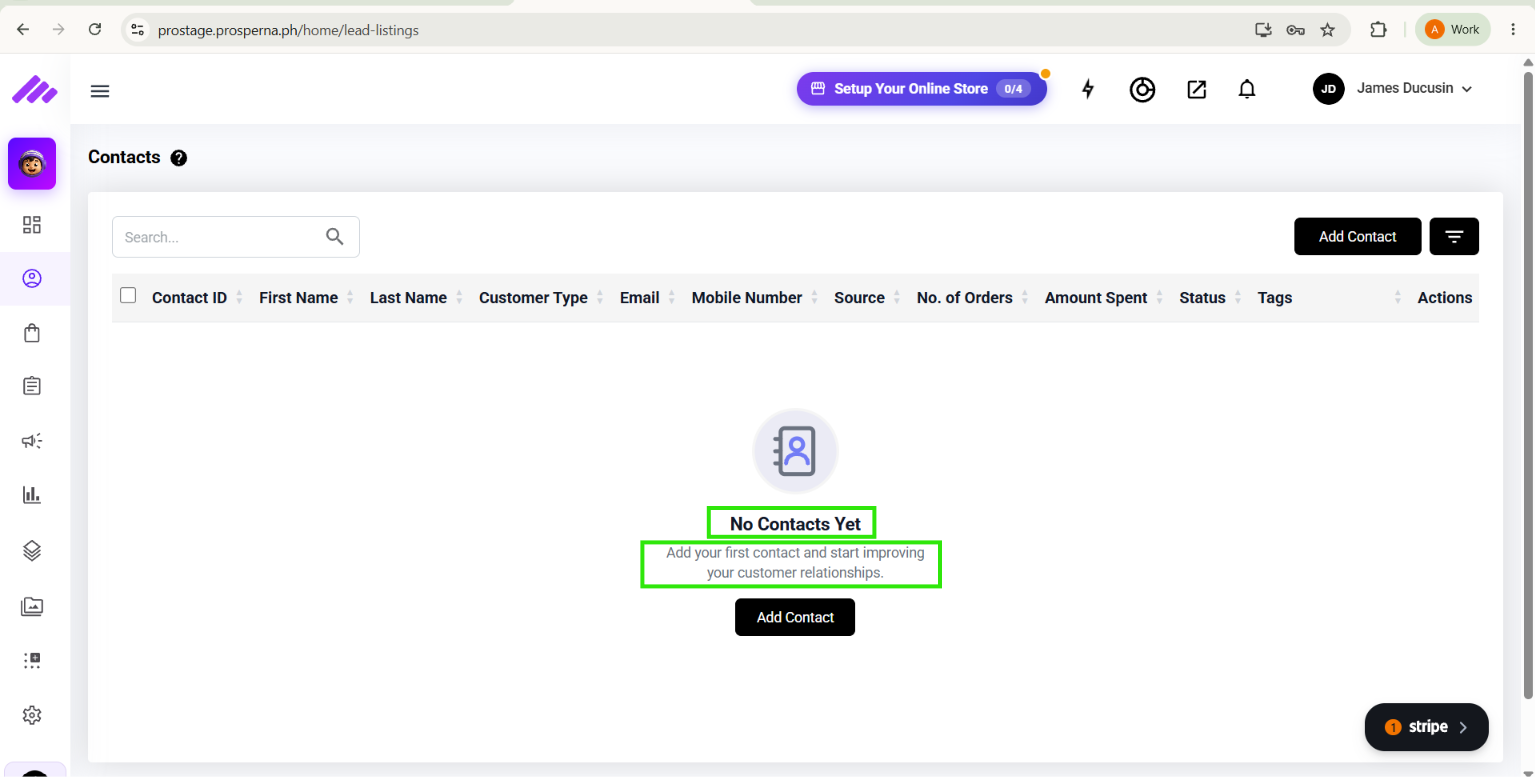 prostage.prosperna.ph/home/lead-listings
A Work
Setup Your Online Store 0/4
JD James Ducusin
Contacts ?
Search...
Add Contact
Contact ID First Name Last Name Customer Type Email Mobile Number Source No. of Orders Amount Spent Status Tags Actions
No Contacts Yet
Add your first contact and start improving
your customer relationships.
Add Contact
1 stripe